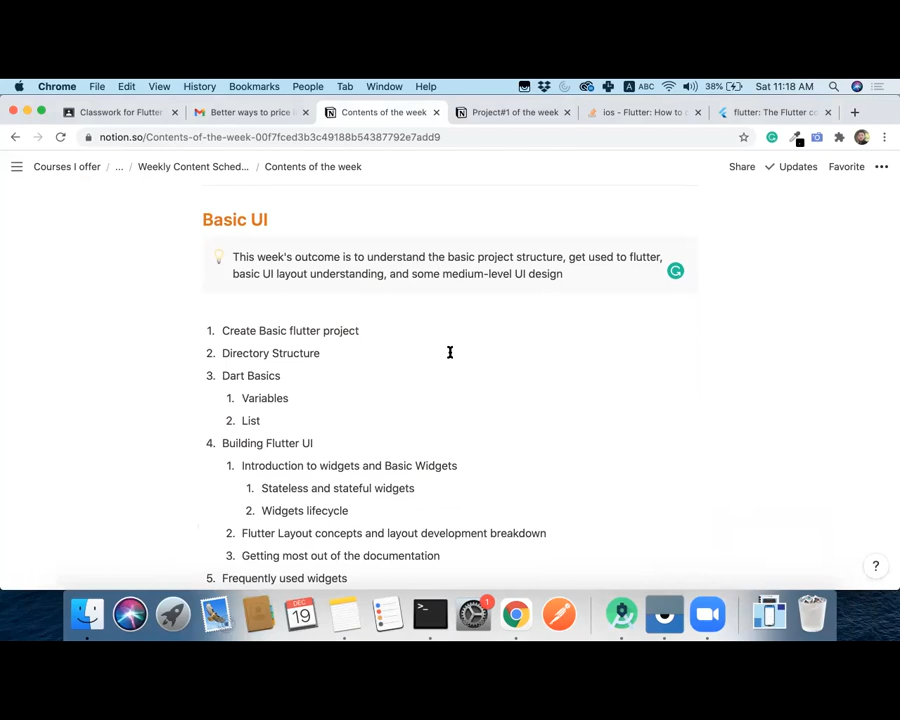 Chrome File Edit View History Bookmarks People Tab Window Help
A ABC 38% Sat 11:18 AM
Classwork for Flutter
Better ways to price
Contents of the week
Project#1 of the week
ios - Flutter: How to
flutter: The Flutter
notion.so/Contents-of-the-week-00f7fced3b3c49188b54387792e7add9
Courses I offer / ... / Weekly Content Sched... / Contents of the week
Share Updates Favorite
Basic UI
This week's outcome is to understand the basic project structure, get used to flutter,
basic UI layout understanding, and some medium-level UI design
1. Create Basic flutter project
2. Directory Structure
3. Dart Basics
1. Variables
2. List
4. Building Flutter UI
1. Introduction to widgets and Basic Widgets
1. Stateless and stateful widgets
2. Widgets lifecycle
2. Flutter Layout concepts and layout development breakdown
3. Getting most out of the documentation
5. Frequently used widgets
?
DEC
19
1